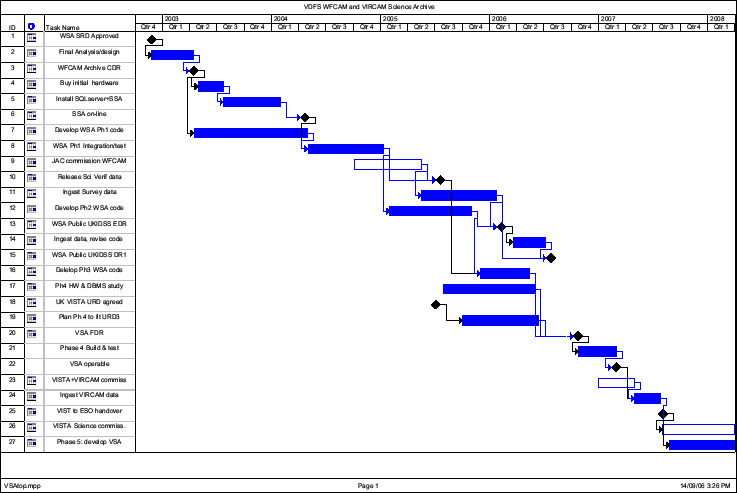 VDFS WFCAM and VIRCAM Science Archive
2003 2004 2005 2006 2007 2008
ID Task Name Qtr 4 Qtr 1 Qtr 2 Qtr 3 Qtr 4 Qtr 1 Qtr 2 Qtr 3 Qtr 4 Qtr 1 Qtr 2 Qtr 3 Qtr 4 Qtr 1 Qtr 2 Qtr 3 Qtr 4 Qtr 1 Qtr 2 Qtr 3 Qtr 4 Qtr 1
1 WSA SRD Approved
2 Final Analysis/design
3 WFCAM Archive CDR
4 Buy initial hardware
5 Install SQLserver+SSA
6 SSA on-line
7 Develop WSA Ph1 code
8 WSA Ph1 Integration/test
9 JAC commission WFCAM
10 Release Sci Verif data
11 Ingest Survey data
12 Develop Ph2 WSA code
13 WSA Public UKIDSS EDR
14 Ingest data, revise code
15 WSA Public UKIDSS DR1
16 Delelop Ph3 WSA code
17 Ph4 HW & DBMS study
18 UK VISTA URD agreed
19 Plan Ph 4 to fit URD3
20 VSA FDR
21 Phase 4 Build & test
22 VSA operable
23 VISTA+VIRCAM commiss
24 Ingest VIRCAM data
25 VIST to ESO handover
26 VISTA Science commiss.
27 Phase 5: develop VSA
VSAtop.mpp Page 1 14/09/06 3:26 PM